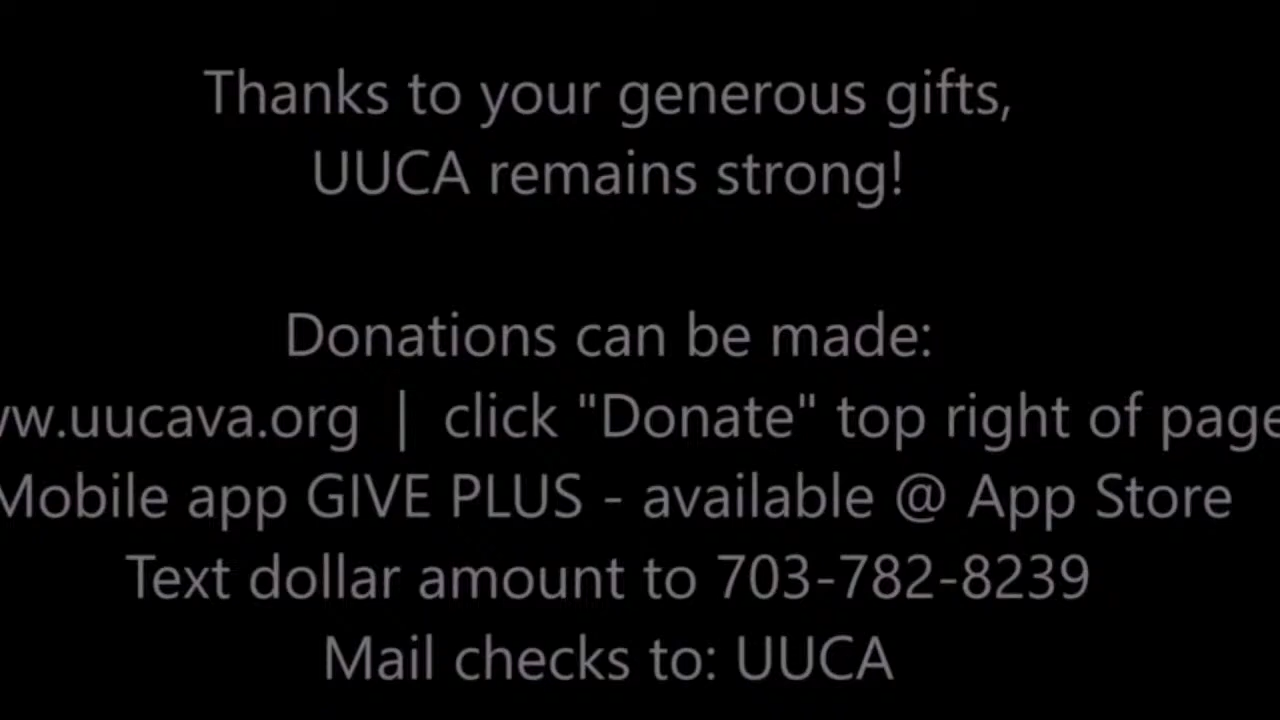 Thanks to your generous gifts,
UUCA remains strong!
Donations can be made:
w.uucava.org | click "Donate" top right of page
Mobile app GIVE PLUS - available @ App Store
Text dollar amount to 703-782-8239
Mail checks to: UUCA